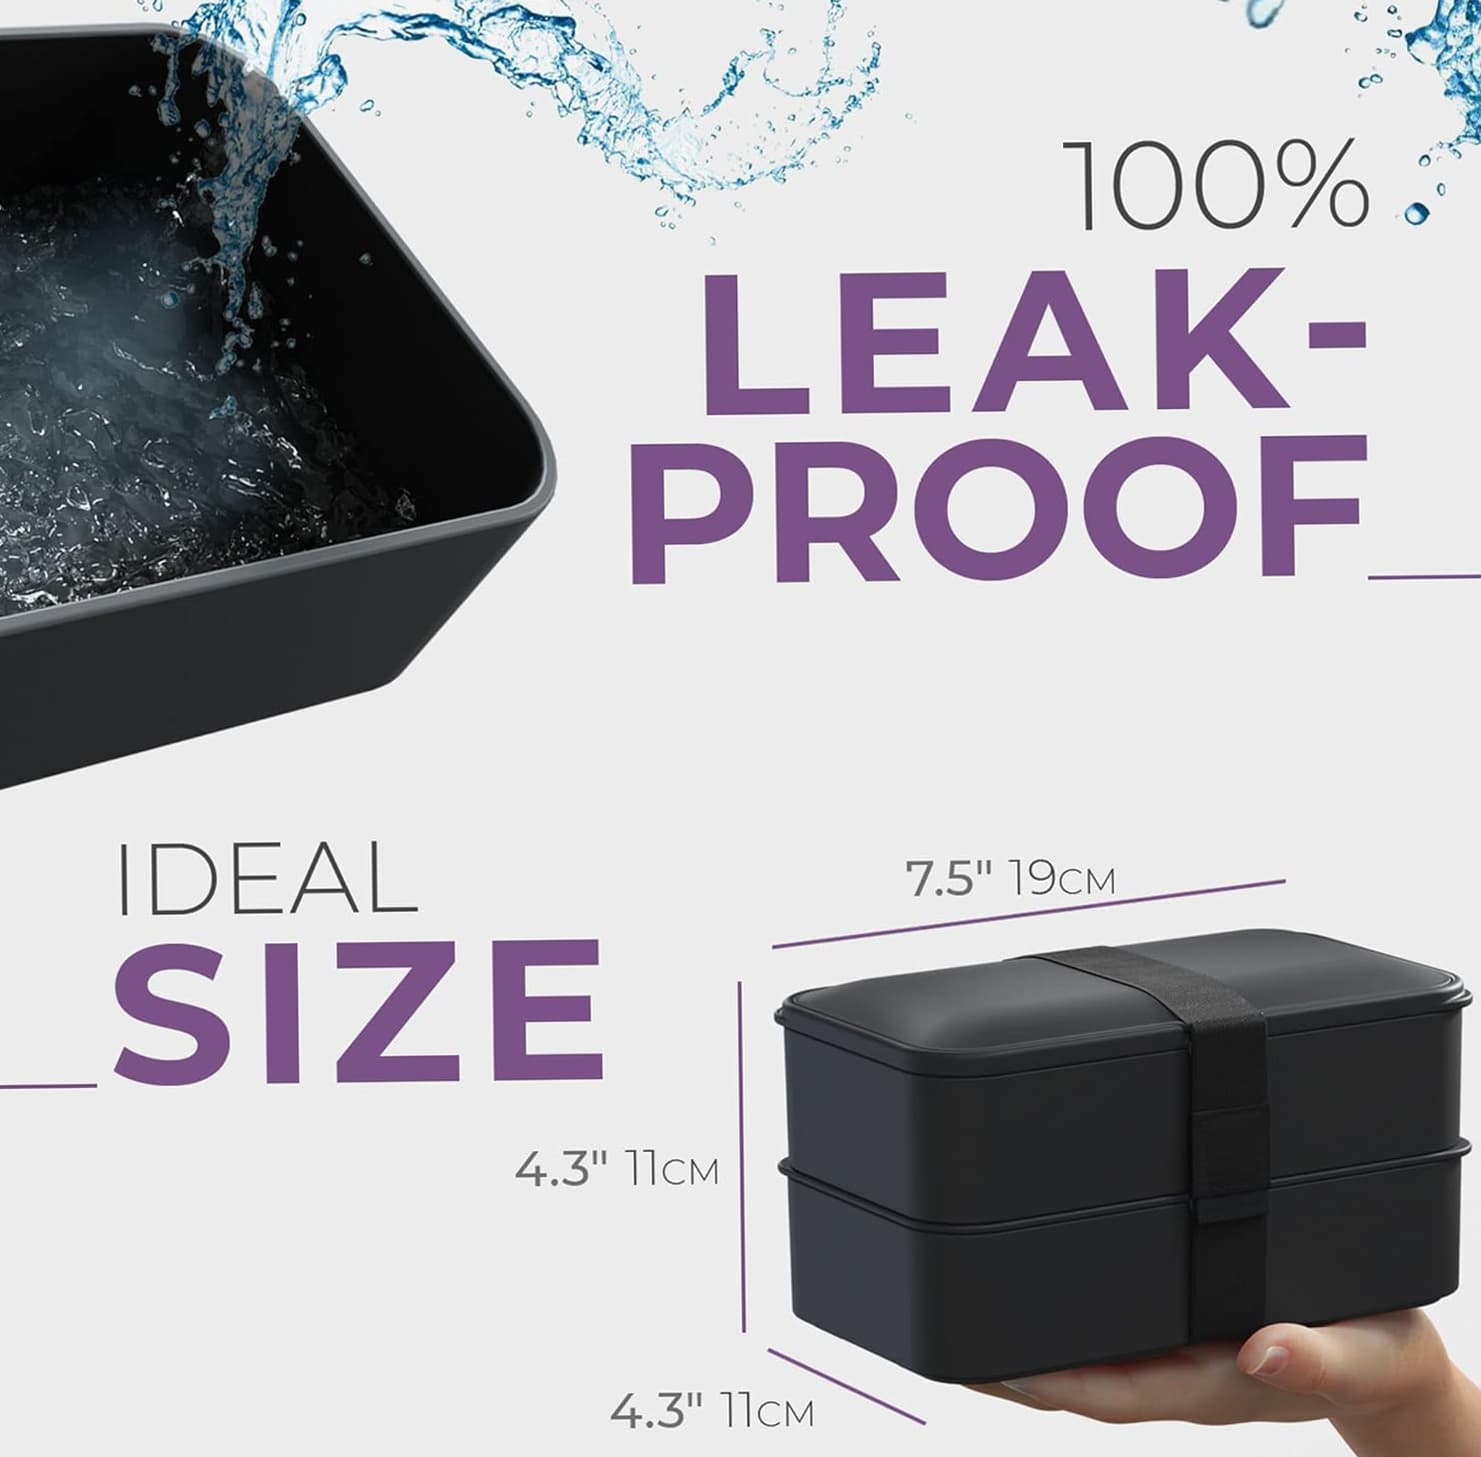 100%
LEAK-
PROOF
IDEAL
SIZE
7.5" 19CM
4.3" 11CM
4.3" 11CM